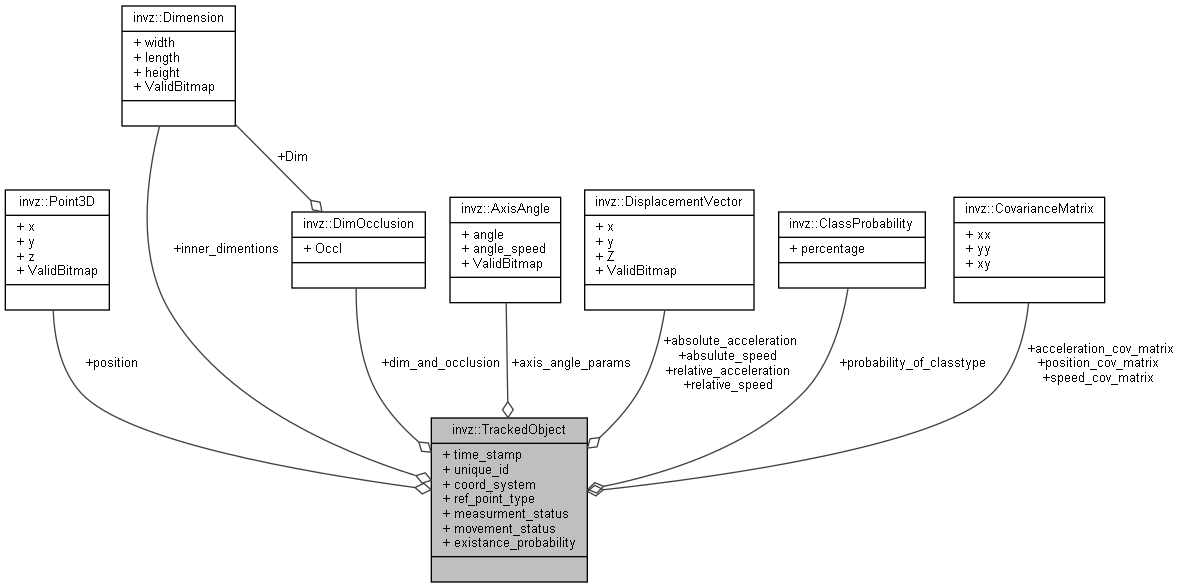 invz::Dimension
+ width
+ length
+ height
+ ValidBitmap
+Dim
invz::Point3D
+ x
+ y
+ z
+ ValidBitmap
+inner_dimentions
invz::DimOcclusion
+ Occl
invz::AxisAngle
+ angle
+ angle_speed
+ ValidBitmap
invz::DisplacementVector
+ x
+ y
+ Z
+ ValidBitmap
invz::ClassProbability
+ percentage
invz::CovarianceMatrix
+ xx
+ yy
+ xy
+position
+dim_and_occlusion
+axis_angle_params
+absolute_acceleration
+absulute_speed
+relative_acceleration
+relative_speed
+probability_of_classtype
+acceleration_cov_matrix
+position_cov_matrix
+speed_cov_matrix
invz::TrackedObject
+ time_stamp
+ unique_id
+ coord_system
+ ref_point_type
+ measurment_status
+ movement_status
+ existance_probability